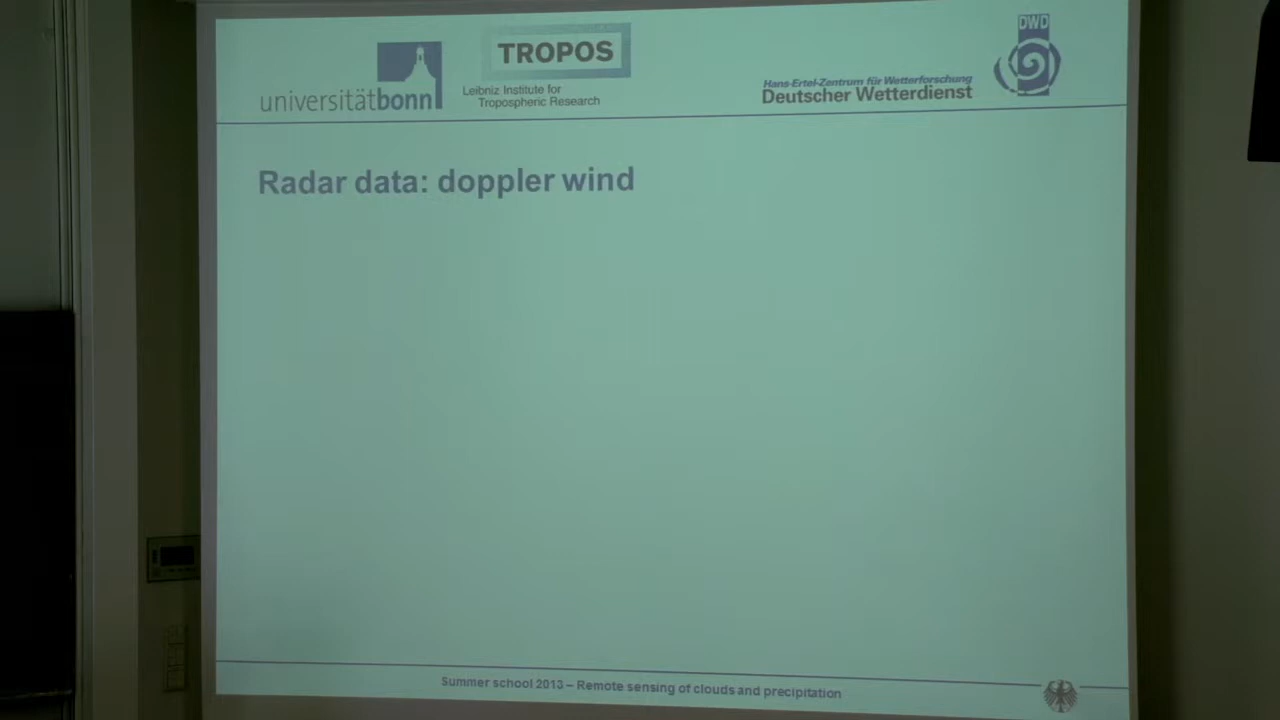 universitätbonn
TROPOS
Leibniz Institute for
Tropospheric Research
Hans-Ertel-Zentrum für Wetterforschung
Deutscher Wetterdienst
DWD
Radar data: doppler wind
Summer school 2013 – Remote sensing of clouds and precipitation